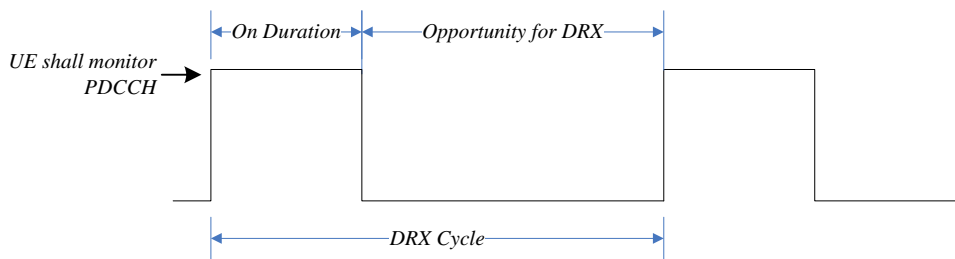 On Duration
Opportunity for DRX
UE shall monitor
PDCCH
DRX Cycle